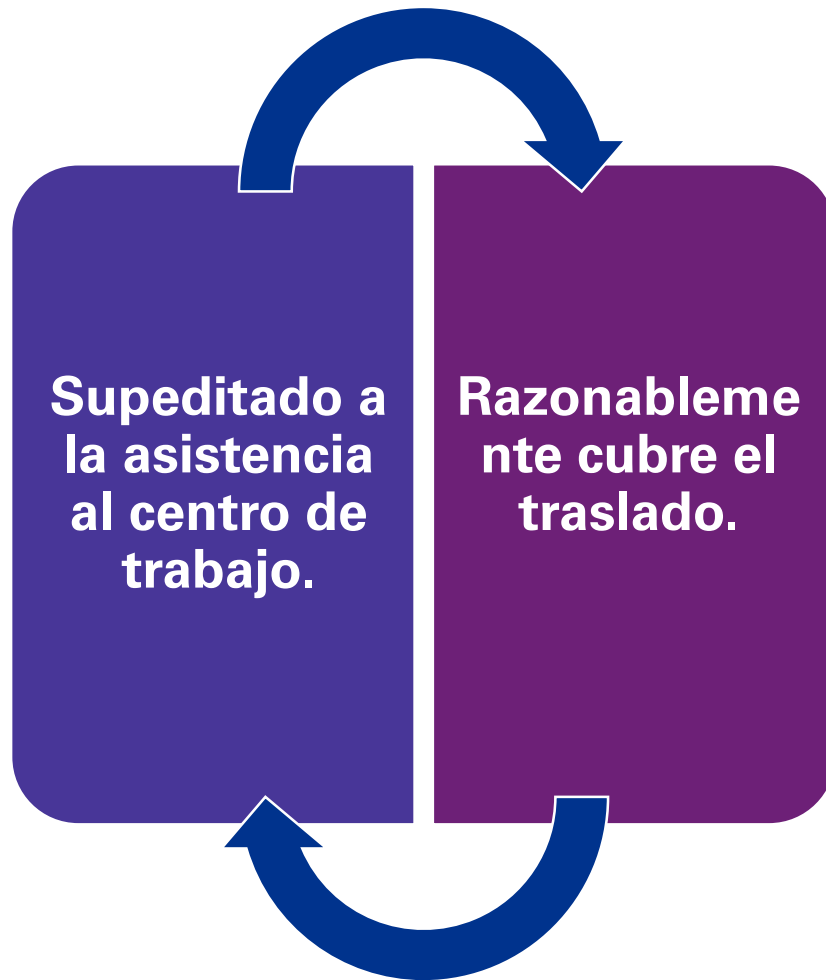 Supeditado a
la asistencia
al centro de
trabajo.
Razonableme
nte cubre el
traslado.